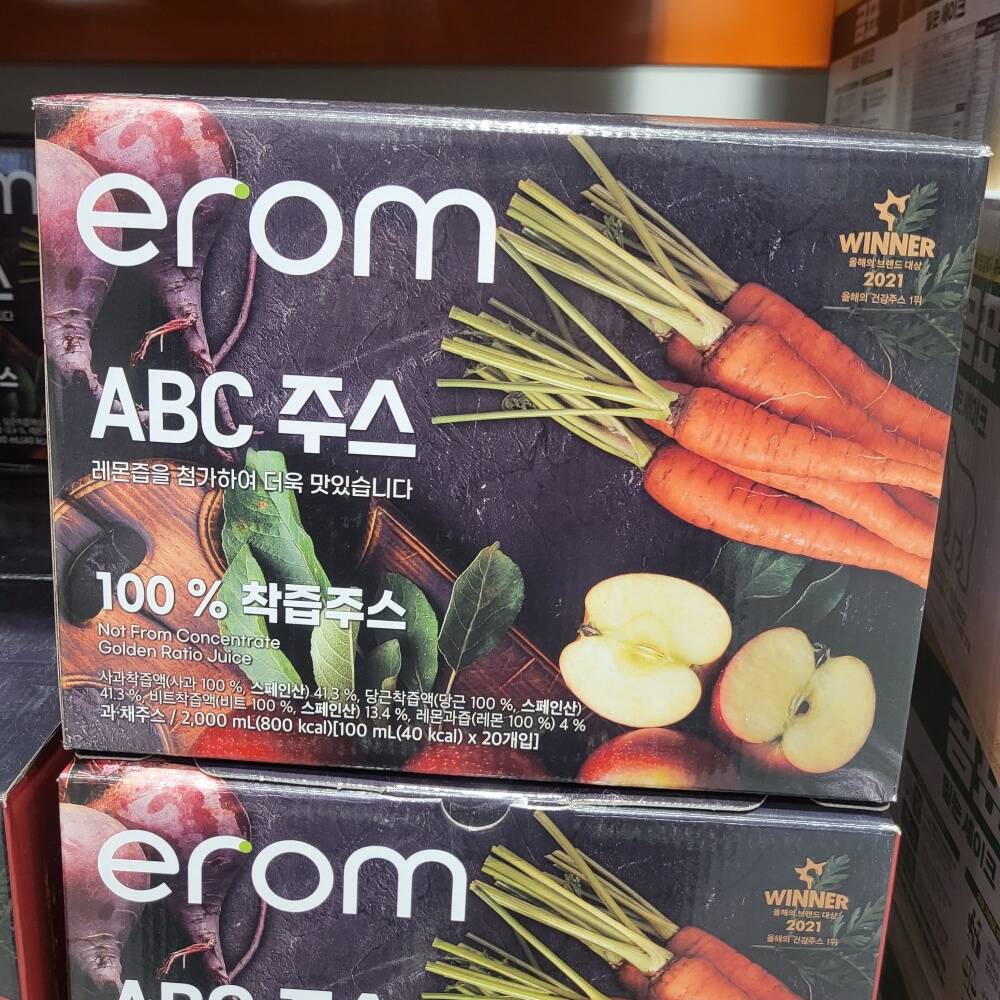 erom
WINNER
올해의 브랜드 대상
2021
올해의 건강주스 1위
ABC 주스
레몬즙을 첨가하여 더욱 맛있습니다
100 % 착즙주스
Not From Concentrate
Golden Ratio Juice
사과착즙액(사과 100 %, 스페인산) 41.3 %, 당근착즙액(당근 100 %, 스페인산)
41.3 %, 비트착즙액(비트 100 %, 스페인산) 13.4 %, 레몬과즙(레몬 100 %) 4 %
과·채주스 / 2,000 mL(800 kcal)[100 mL(40 kcal) x 20개입]
erom
WINNER
올해의 브랜드 대상
2021
올해의 건강주스 1위
ABC 주스